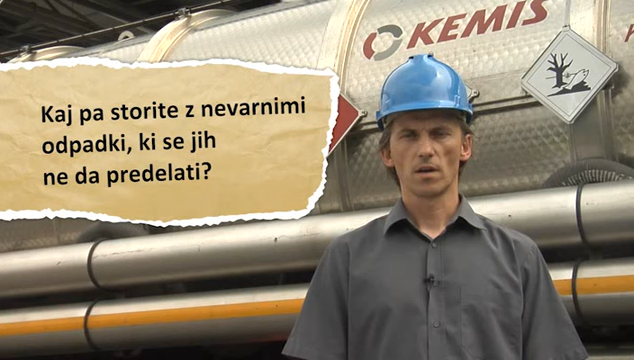 KEMIS
Kaj pa storite z nevarnimi
odpadki, ki se jih
ne da predelati?